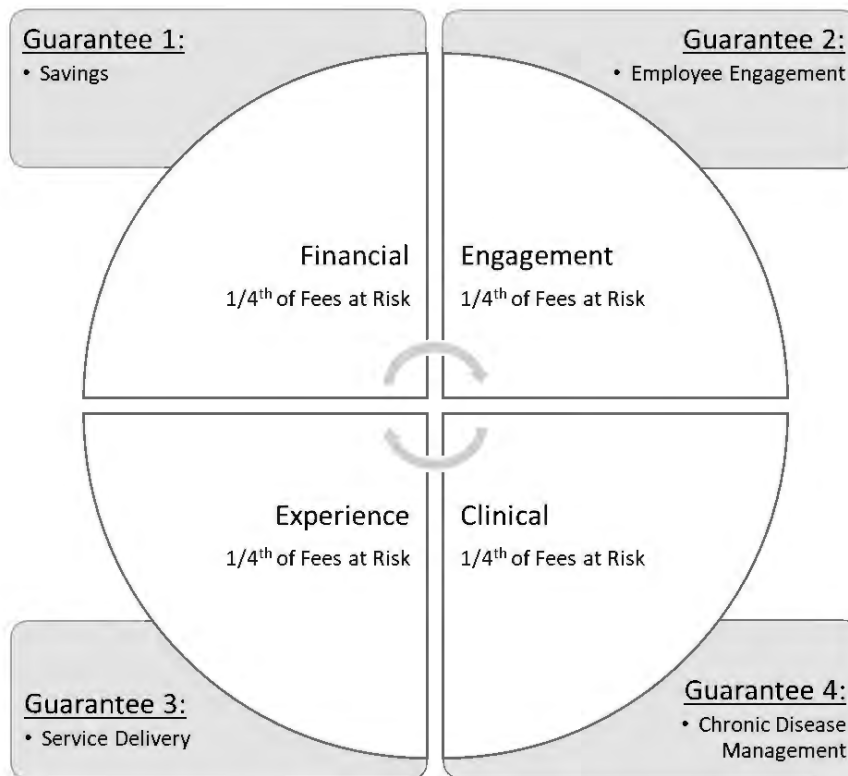 Guarantee 1:
• Savings
Guarantee 2:
• Employee Engagement
Financial
1/4th of Fees at Risk
Engagement
1/4th of Fees at Risk
Experience
1/4th of Fees at Risk
Clinical
1/4th of Fees at Risk
Guarantee 3:
• Service Delivery
Guarantee 4:
• Chronic Disease
Management